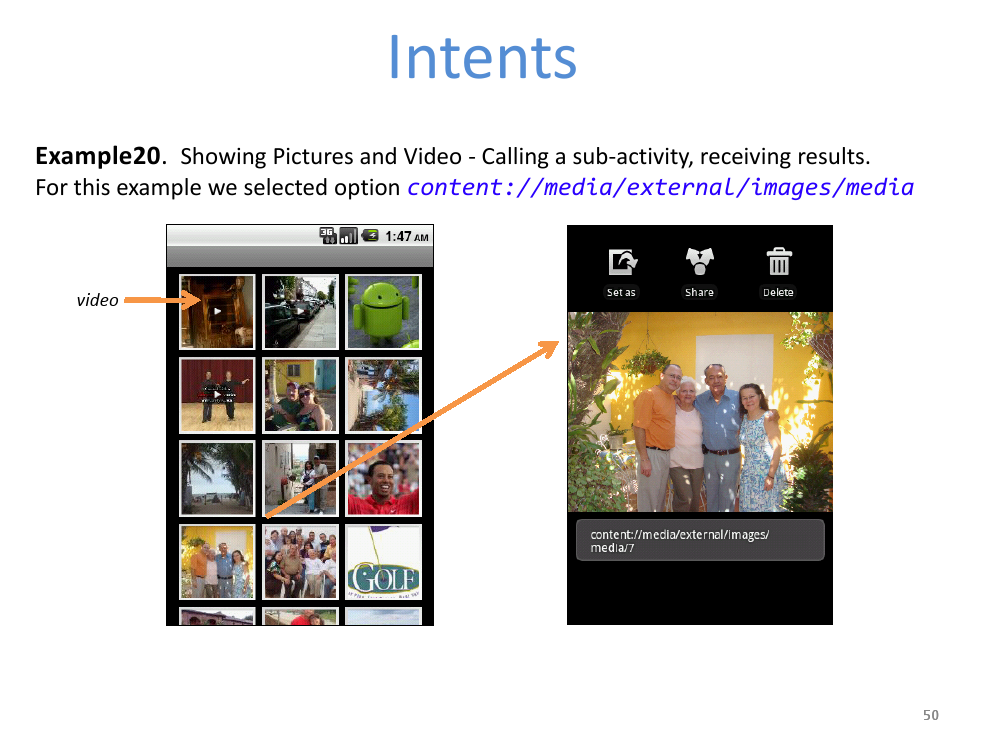 Intents
Example20. Showing Pictures and Video - Calling a sub-activity, receiving results.
For this example we selected option content://media/external/images/media
3G 1:47 AM
video
GOLF
Set as Share Delete
content://media/external/images/
media/7
50